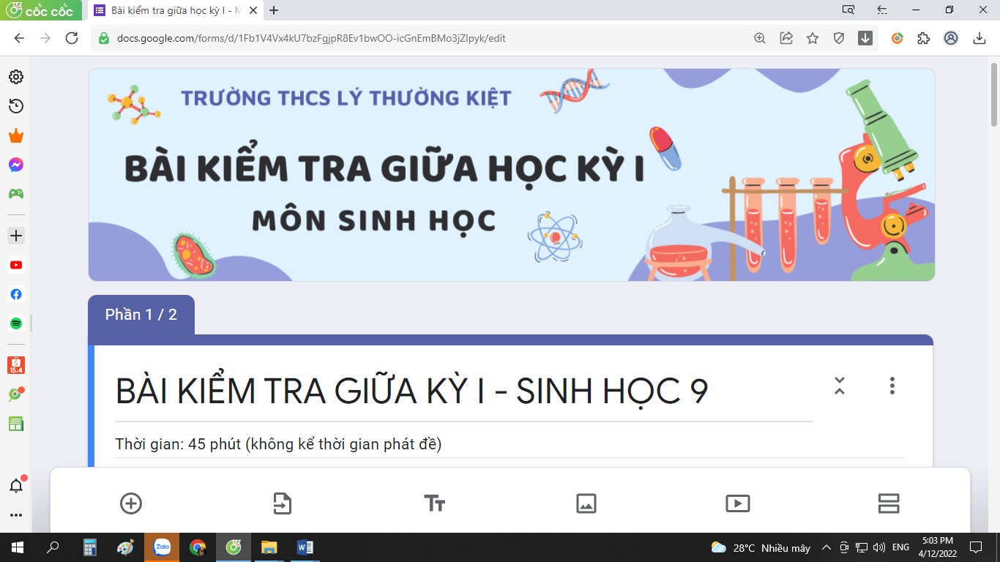 cốc cốc
Bài kiểm tra giữa học kỳ I - M
docs.google.com/forms/d/1Fb1V4Vx4kU7bzFgjpR8Ev1bwOO-icGnEmBMo3jZIpyk/edit
TRƯỜNG THCS LÝ THƯỜNG KIỆT
BÀI KIỂM TRA GIỮA HỌC KỲ I
MÔN SINH HỌC
Phần 1 / 2
BÀI KIỂM TRA GIỮA KỲ I - SINH HỌC 9
Thời gian: 45 phút (không kể thời gian phát đề)
15.4
Tт
Zalo
28°C Nhiều mây
ENG
5:03 PM
4/12/2022